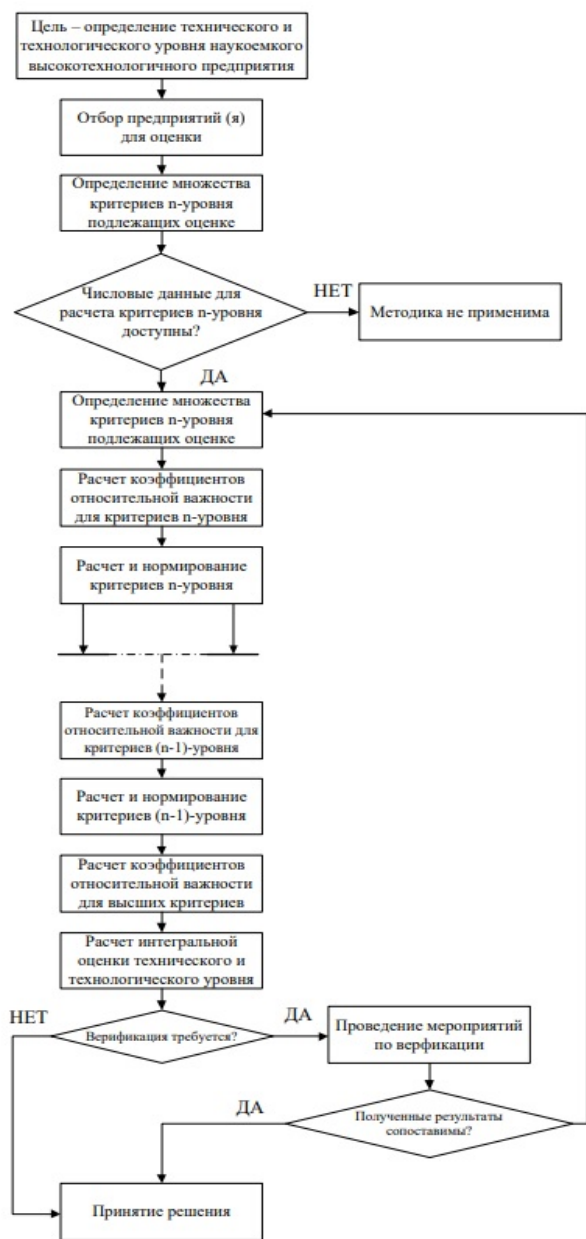 Цель – определение технического и
технологического уровня наукоемкого
высокотехнологичного предприятия
Отбор предприятий (я)
для оценки
Определение множества
критериев n-уровня
подлежащих оценке
Числовые данные для
расчета критериев n-уровня
доступны?
НЕТ
Методика не применима
ДА
Определение множества
критериев n-уровня
подлежащих оценке
Расчет коэффициентов
относительной важности
для критериев n-уровня
Расчет и нормирование
критериев n-уровня
Расчет коэффициентов
относительной важности для
критериев (n-1)-уровня
Расчет и нормирование
критериев (n-1)-уровня
Расчет коэффициентов
относительной важности
для высших критериев
Расчет интегральной
оценки технического и
технологического уровня
НЕТ
Верификация требуется?
ДА
Проведение мероприятий
по верфикации
ДА
Полученные результаты
сопоставимы?
Принятие решения